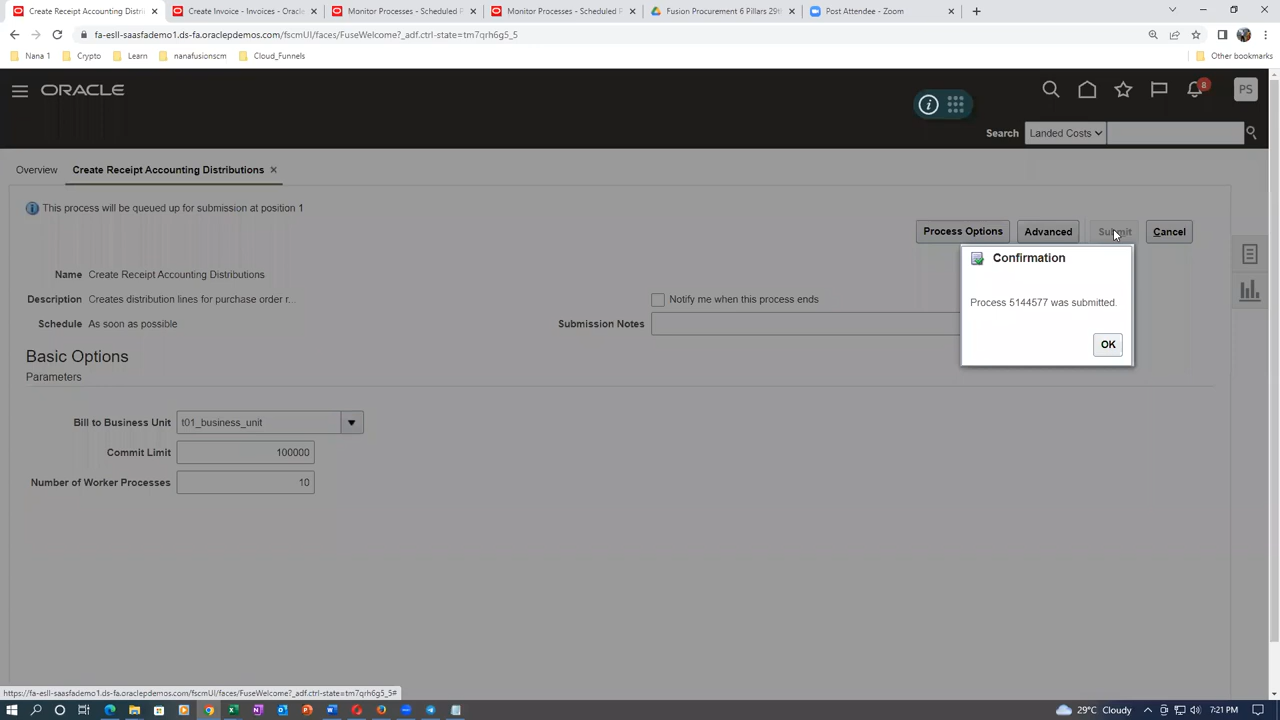 Create Receipt Accounting Distri
Create Invoice - Invoices - Oracle
Monitor Processes - Scheduled P
Monitor Processes - Scheduled P
Fusion Procurement 6 Pillars 29th
Post Attendee - Zoom
fa-esll-saasfademo1.ds-fa.oraclepdemos.com/fscmUI/faces/FuseWelcome?_adf.ctrl-state=tm7qrh6g5_5
Nana 1
Crypto
Learn
nanafusionscm
Cloud_Funnels
Other bookmarks
ORACLE
8
PS
Search
Landed Costs
Overview
Create Receipt Accounting Distributions
This process will be queued up for submission at position 1
Process Options
Advanced
Submit
Cancel
Confirmation
Process 5144577 was submitted.
OK
Name Create Receipt Accounting Distributions
Description Creates distribution lines for purchase order r...
Notify me when this process ends
Schedule As soon as possible
Submission Notes
Basic Options
Parameters
Bill to Business Unit t01_business_unit
Commit Limit 100000
Number of Worker Processes 10
https://fa-esll-saasfademo1.ds-fa.oraclepdemos.com/fscmUI/faces/FuseWelcome?_adf.ctrl-state=tm7qrh6g5_5#
29°C Cloudy
7:21 PM